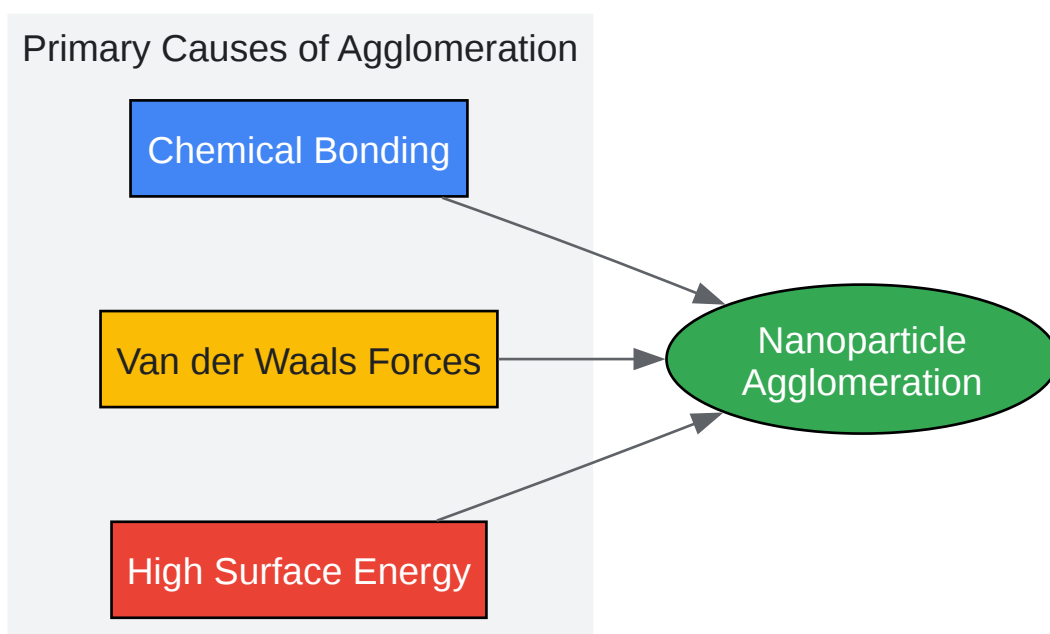 Primary Causes of Agglomeration
Chemical Bonding
Van der Waals Forces
Nanoparticle
Agglomeration
High Surface Energy